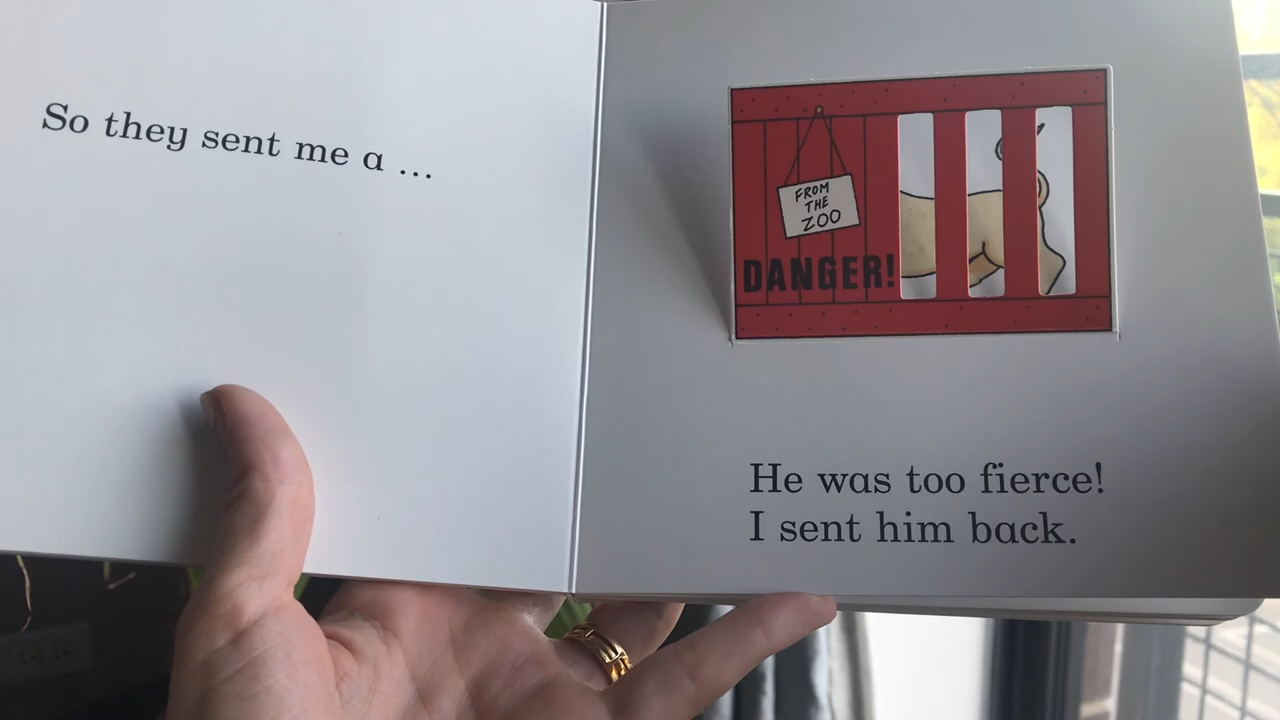 So they sent me a ...
FROM
THE
ZOO
DANGER!
He was too fierce!
I sent him back.